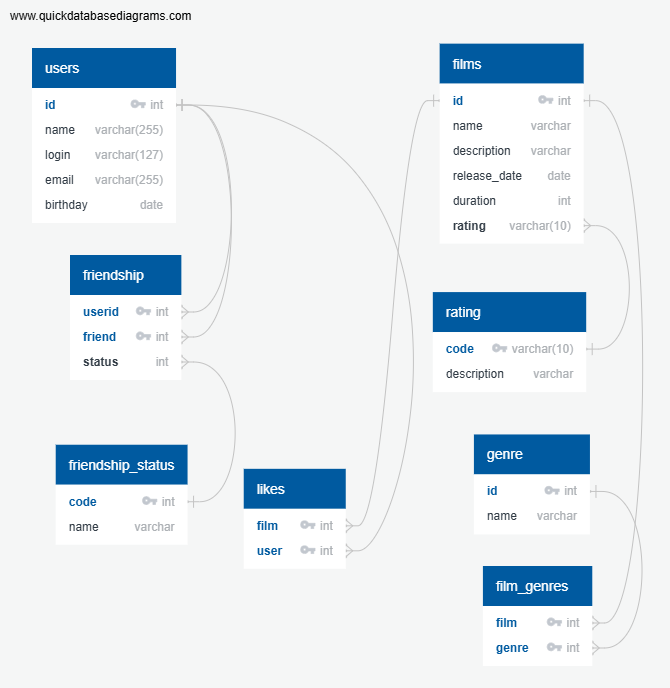 www.quickdatabasediagrams.com
users
id int
name varchar(255)
login varchar(127)
email varchar(255)
birthday date
friendship
userid int
friend int
status int
friendship_status
code int
name varchar
likes
film int
user int
films
id int
name varchar
description varchar
release_date date
duration int
rating varchar(10)
rating
code varchar(10)
description varchar
genre
id int
name varchar
film_genres
film int
genre int